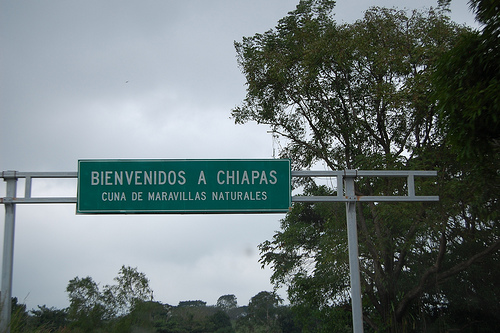 BIENVENIDOS A CHIAPAS
CUNA DE MARAVILLAS NATURALES